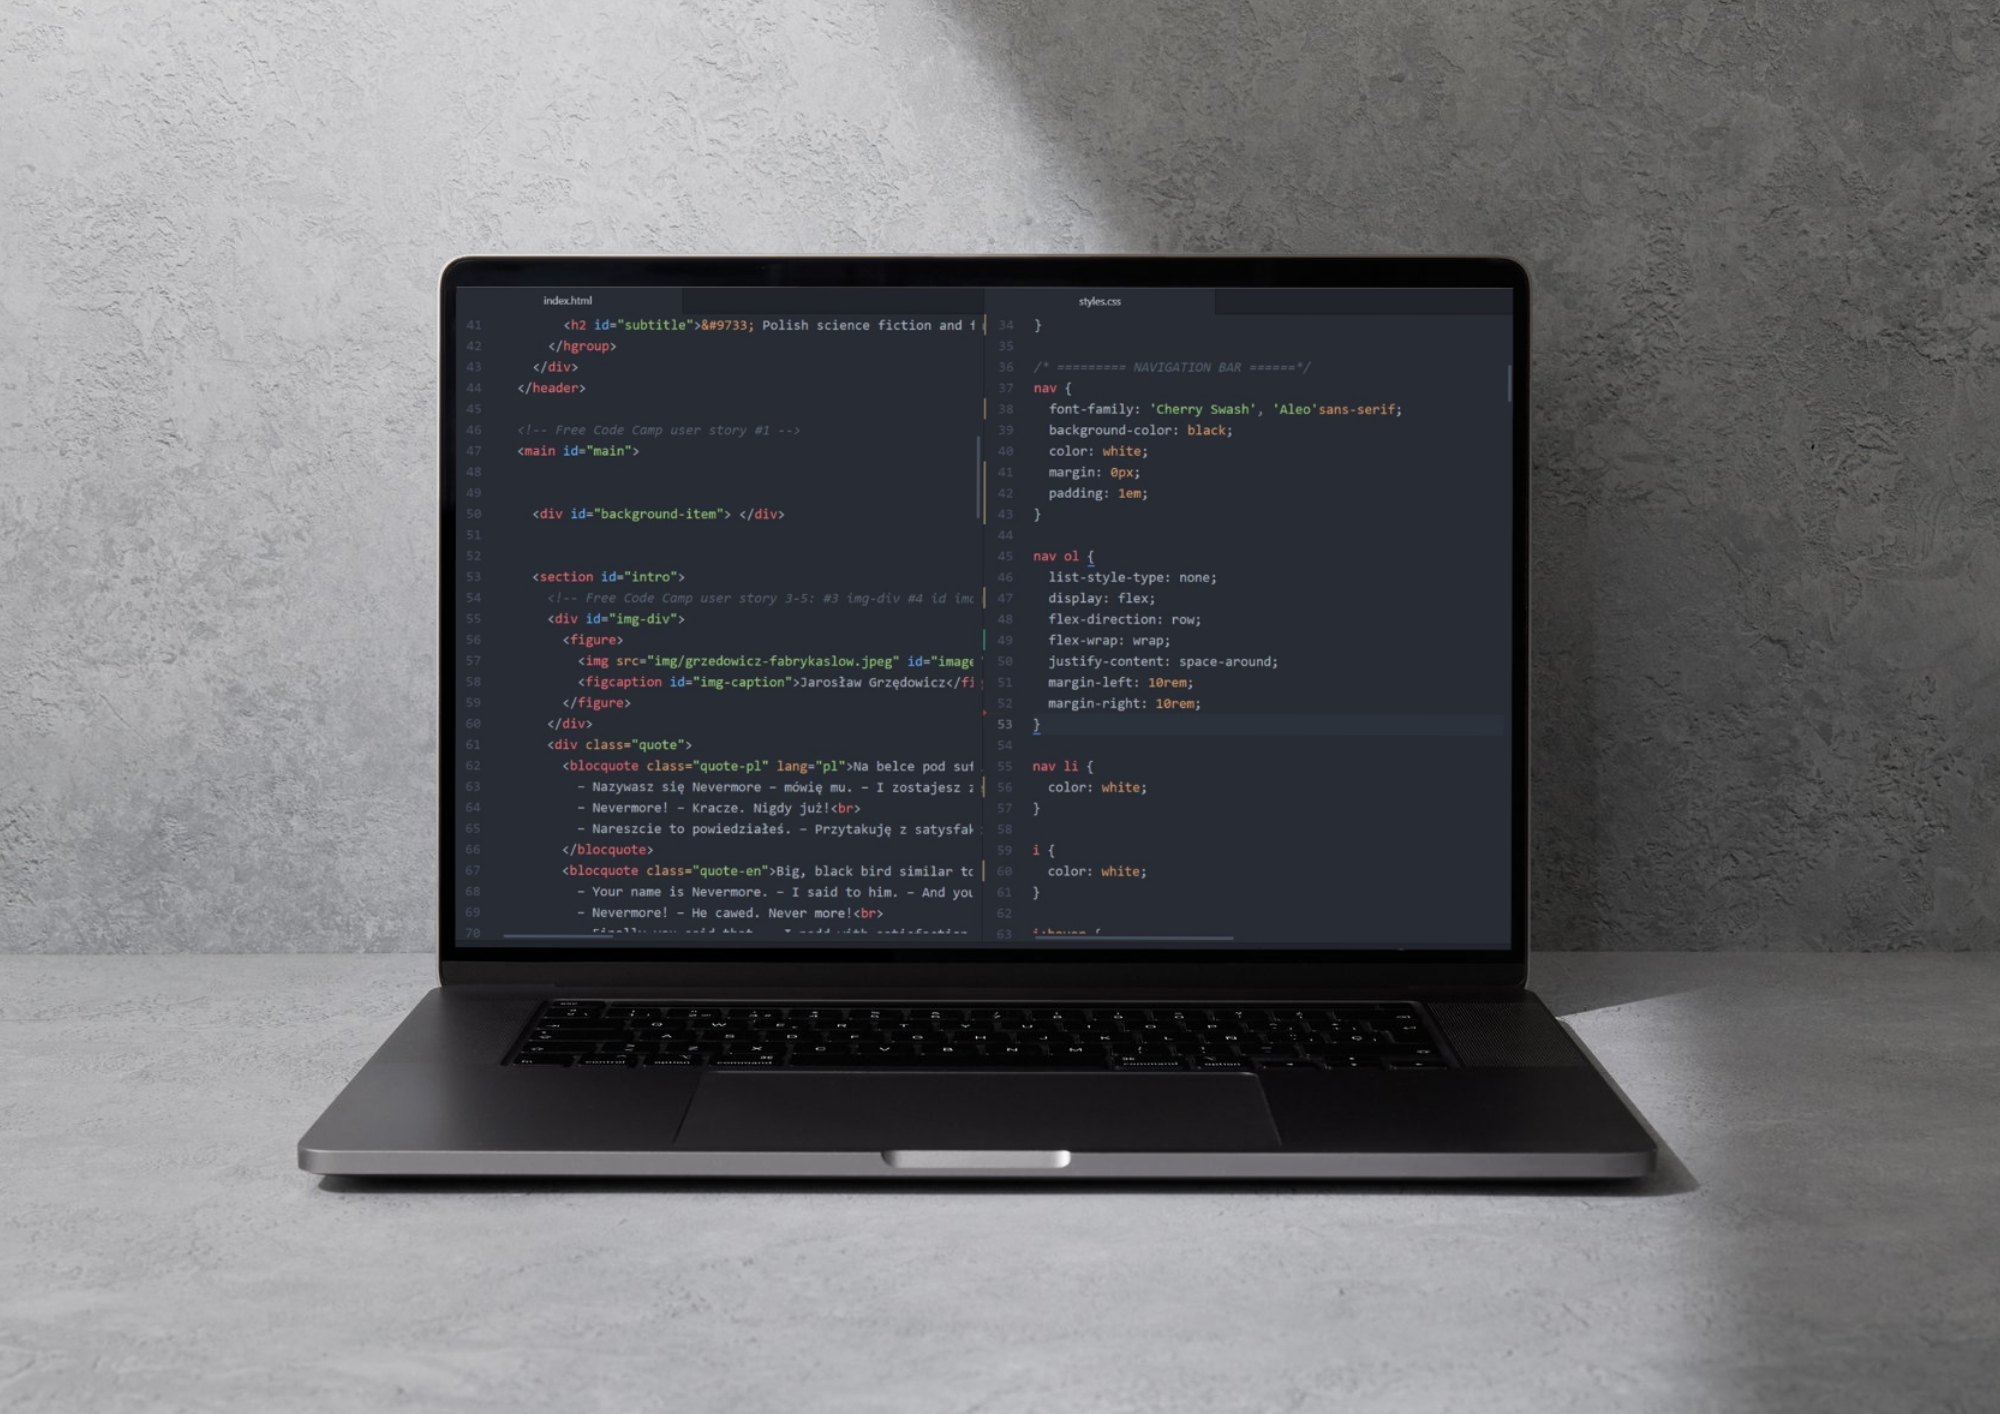 index.html
41 <h2 id="subtitle">&#9733; Polish science fiction and f
42 </hgroup>
43 </div>
44 </header>
45
46 <!-- Free Code Camp user story #1 -->
47 <main id="main">
48
49
50 <div id="background-item"> </div>
51
52
53 <section id="intro">
54 <!-- Free Code Camp user story 3-5: #3 img-div #4 id
55 <div id="img-div">
56 <figure>
57 <img src="img/grzedowicz-fabrykaslow.jpeg" id="image
58 <figcaption id="img-caption">Jarosław Grzędowicz</fi
59 </figure>
60 </div>
61 <div class="quote">
62 <blocquote class="quote-pl" lang="pl">Na belce pod suf
63 – Nazywasz się Nevermore – mówię mu. – I zostajesz z
64 – Nevermore! – Kracze. Nigdy już!<br>
65 – Nareszcie to powiedziałeś. – Przytakuję z satysfak
66 </blocquote>
67 <blocquote class="quote-en">Big, black bird similar to
68 – Your name is Nevermore. – I said to him. – And you
69 – Nevermore! – He cawed. Never more!<br>
70
styles.css
34 }
35
36 /* ========= NAVIGATION BAR ======*/
37 nav {
38 font-family: 'Cherry Swash', 'Aleo'sans-serif;
39 background-color: black;
40 color: white;
41 margin: 0px;
42 padding: 1em;
43 }
44
45 nav ol {
46 list-style-type: none;
47 display: flex;
48 flex-direction: row;
49 flex-wrap: wrap;
50 justify-content: space-around;
51 margin-left: 10rem;
52 margin-right: 10rem;
53 }
54
55 nav li {
56 color: white;
57 }
58
59 i {
60 color: white;
61 }
62
63 i:hover {
Q W E R T Y U I O P
A S D F G H J K L Ñ
Z X C V B N M
fn control option command command option